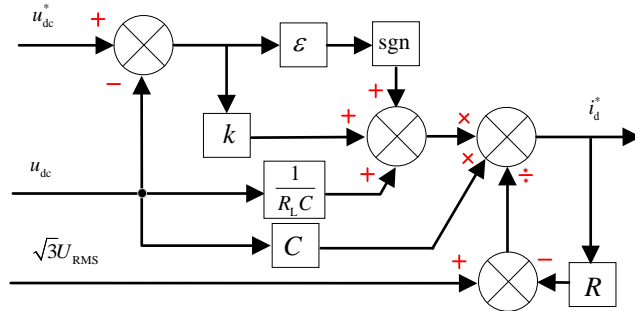 u*dc
+
ε
sgn
−
+
i*d
k
+
×
udc
×
+
1/(RLC)
÷
√3URMS
C
+
−
R